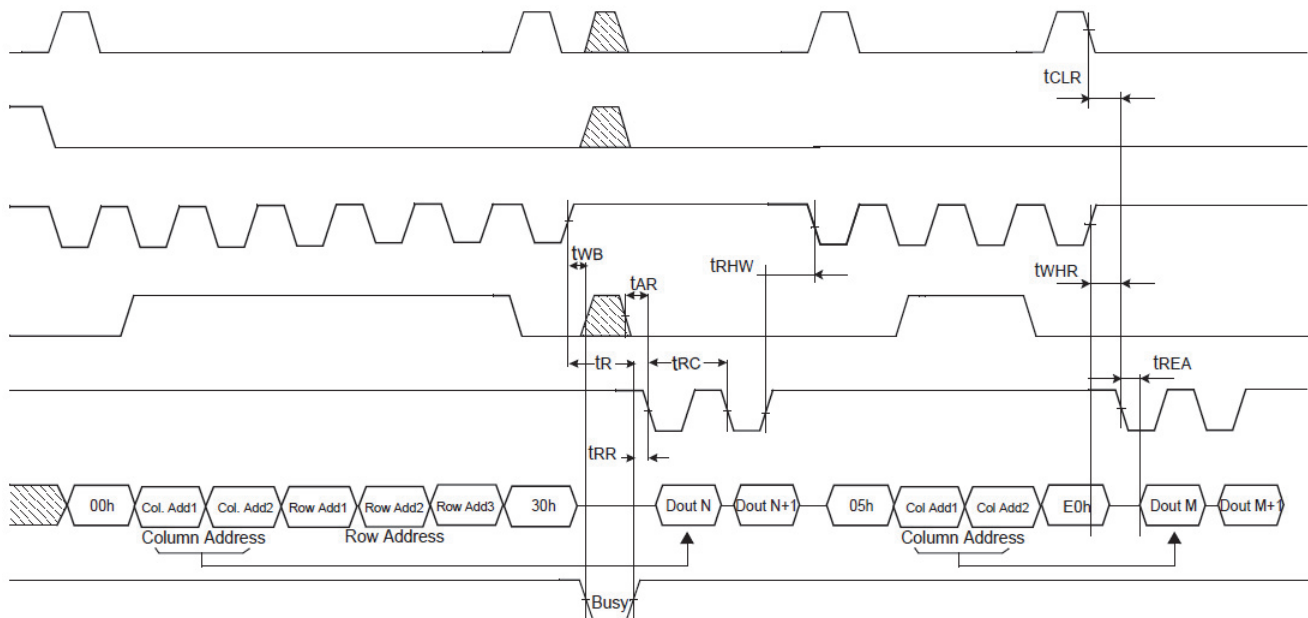 tCLR
tWB
tRHW
tWHR
tAR
tR
tRC
tREA
tRR
00h Col. Add1 Col. Add2 Row Add1 Row Add2 Row Add3 30h Dout N Dout N+1 05h Col Add1 Col Add2 E0h Dout M Dout M+1
Column Address Row Address Column Address
Busy